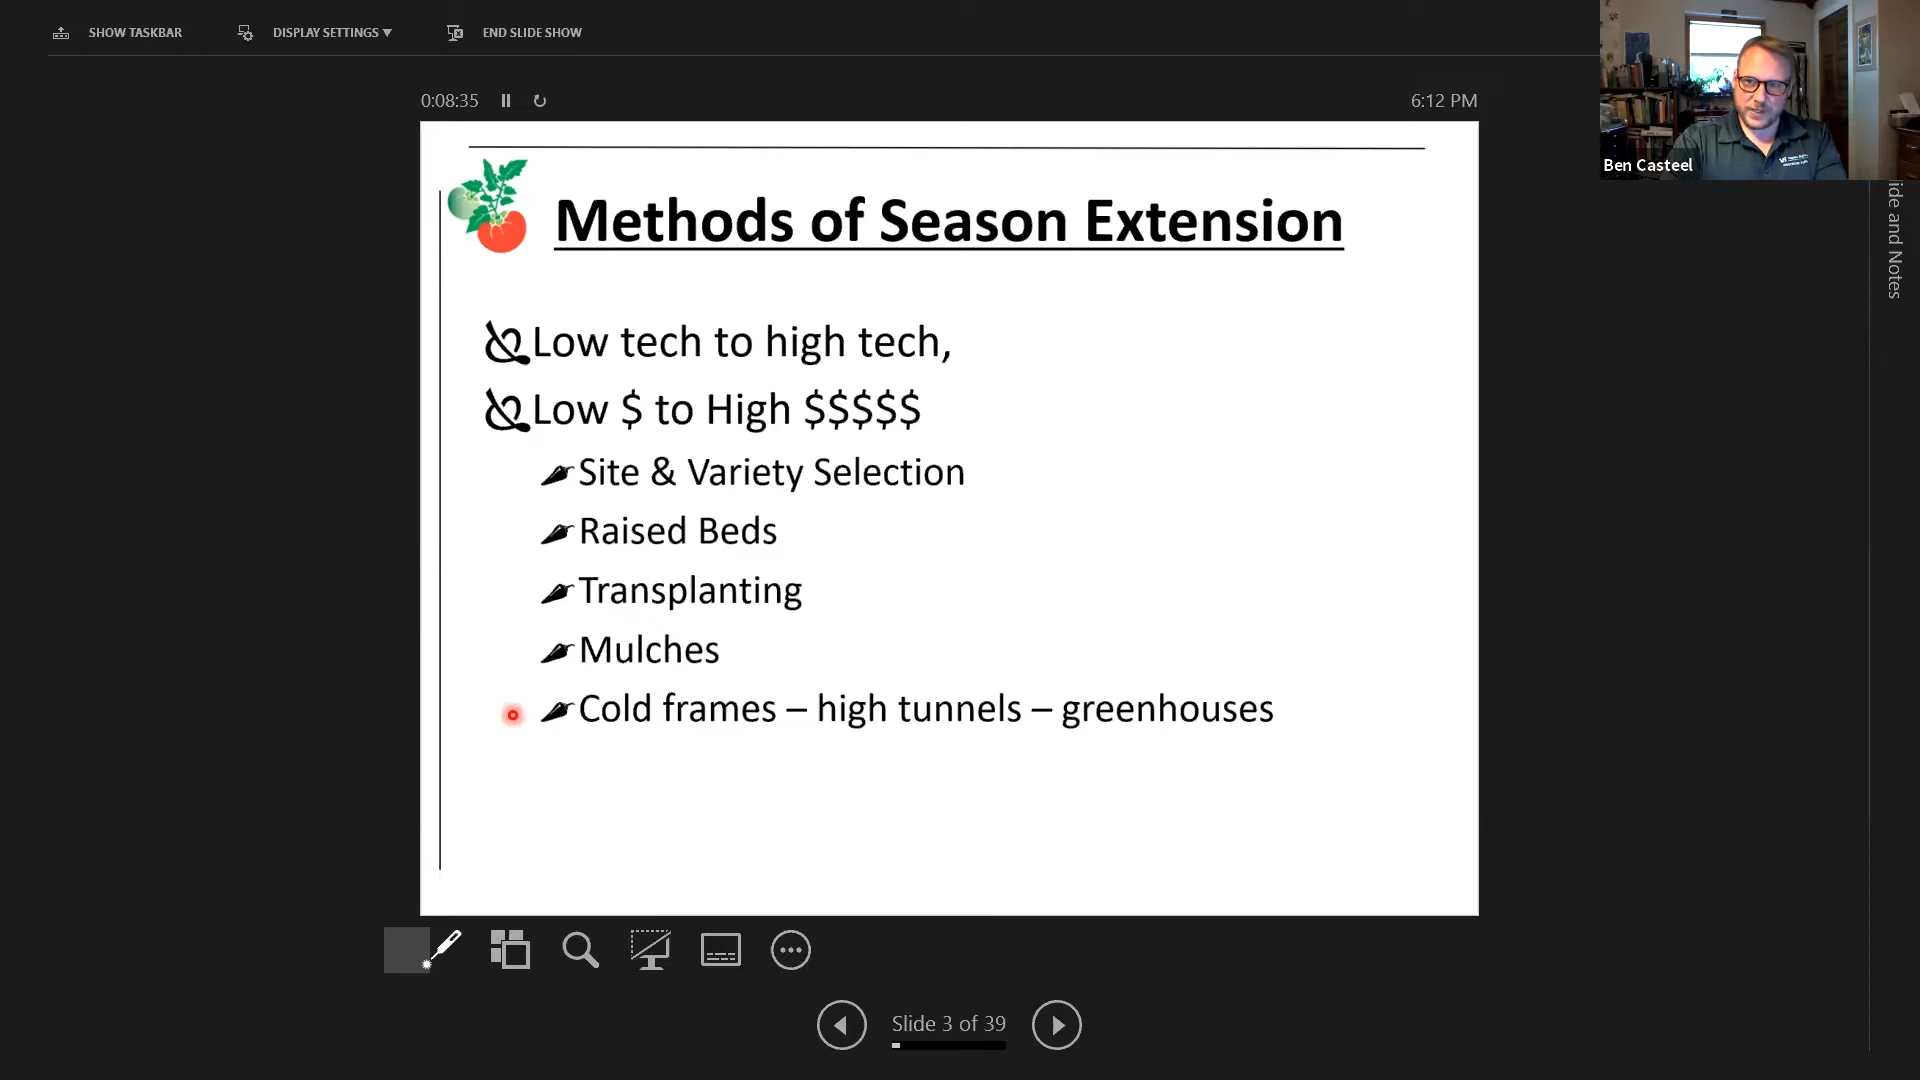 SHOW TASKBAR
DISPLAY SETTINGS ▼
END SLIDE SHOW
0:08:35
6:12 PM
Ben Casteel
Methods of Season Extension
Low tech to high tech,
Low $ to High $$$$$
Site & Variety Selection
Raised Beds
Transplanting
Mulches
Cold frames – high tunnels – greenhouses
and Notes
Slide 3 of 39